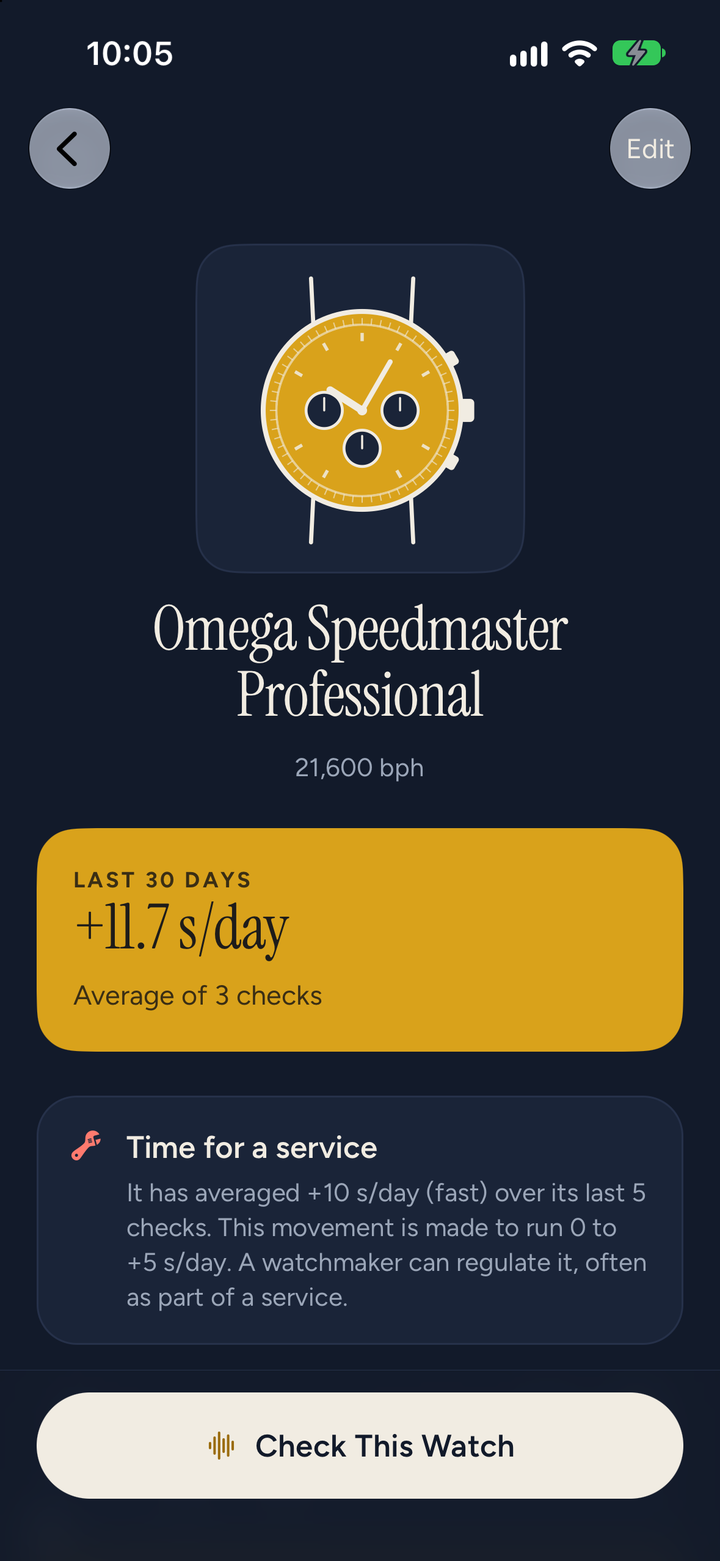 10:05
Edit
Omega Speedmaster
Professional
21,600 bph
LAST 30 DAYS
+11.7 s/day
Average of 3 checks
Time for a service
It has averaged +10 s/day (fast) over its last 5
checks. This movement is made to run 0 to
+5 s/day. A watchmaker can regulate it, often
as part of a service.
Check This Watch